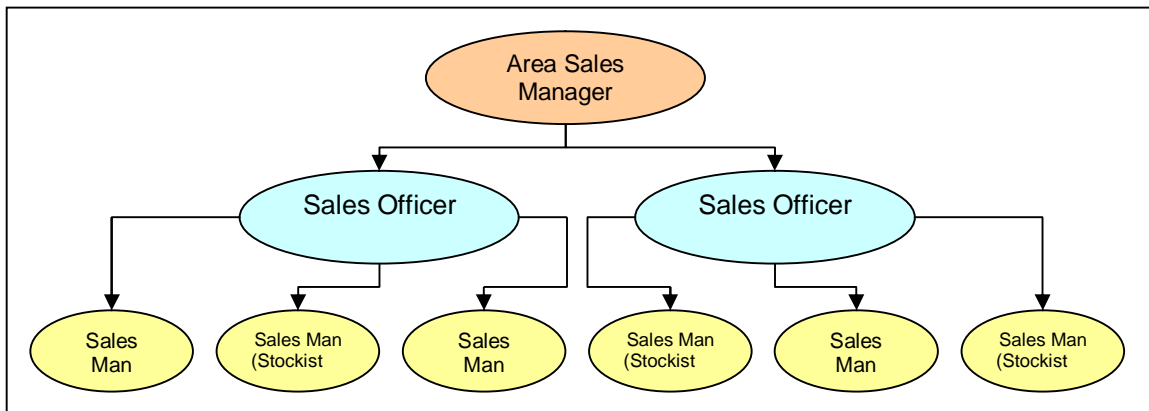 Area Sales
Manager
Sales Officer
Sales Officer
Sales
Man
Sales Man
(Stockist
Sales
Man
Sales Man
(Stockist
Sales
Man
Sales Man
(Stockist